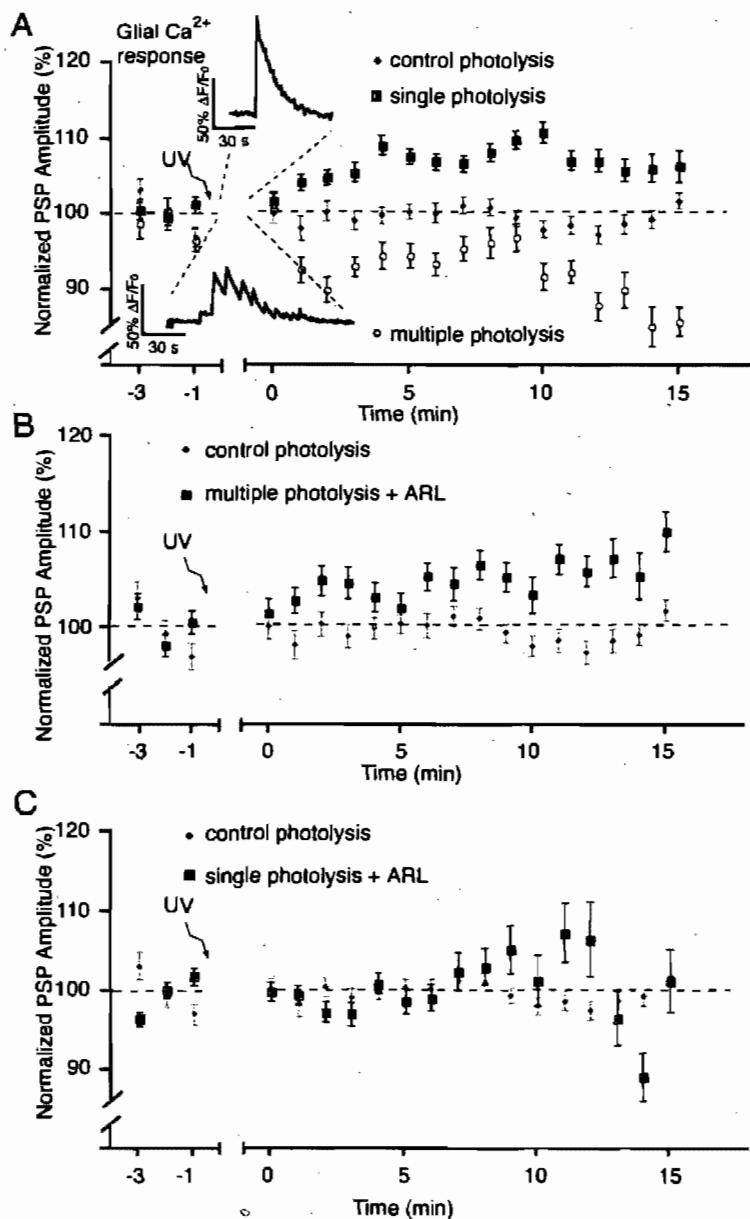 A
Normalized PSP Amplitude (%)
120
110
100
90
Glial Ca2+
response
50% ΔF/Fo
30 s
UV
control photolysis
single photolysis
50% ΔF/Fo
30 s
multiple photolysis
-3 -1 0 5 10 15
Time (min)
B
Normalized PSP Amplitude (%)
120
110
100
control photolysis
multiple photolysis + ARL
UV
-3 -1 0 5 10 15
Time (min)
C
Normalized PSP Amplitude (%)
120
110
100
90
control photolysis
single photolysis + ARL
UV
-3 -1 0 5 10 15
Time (min)